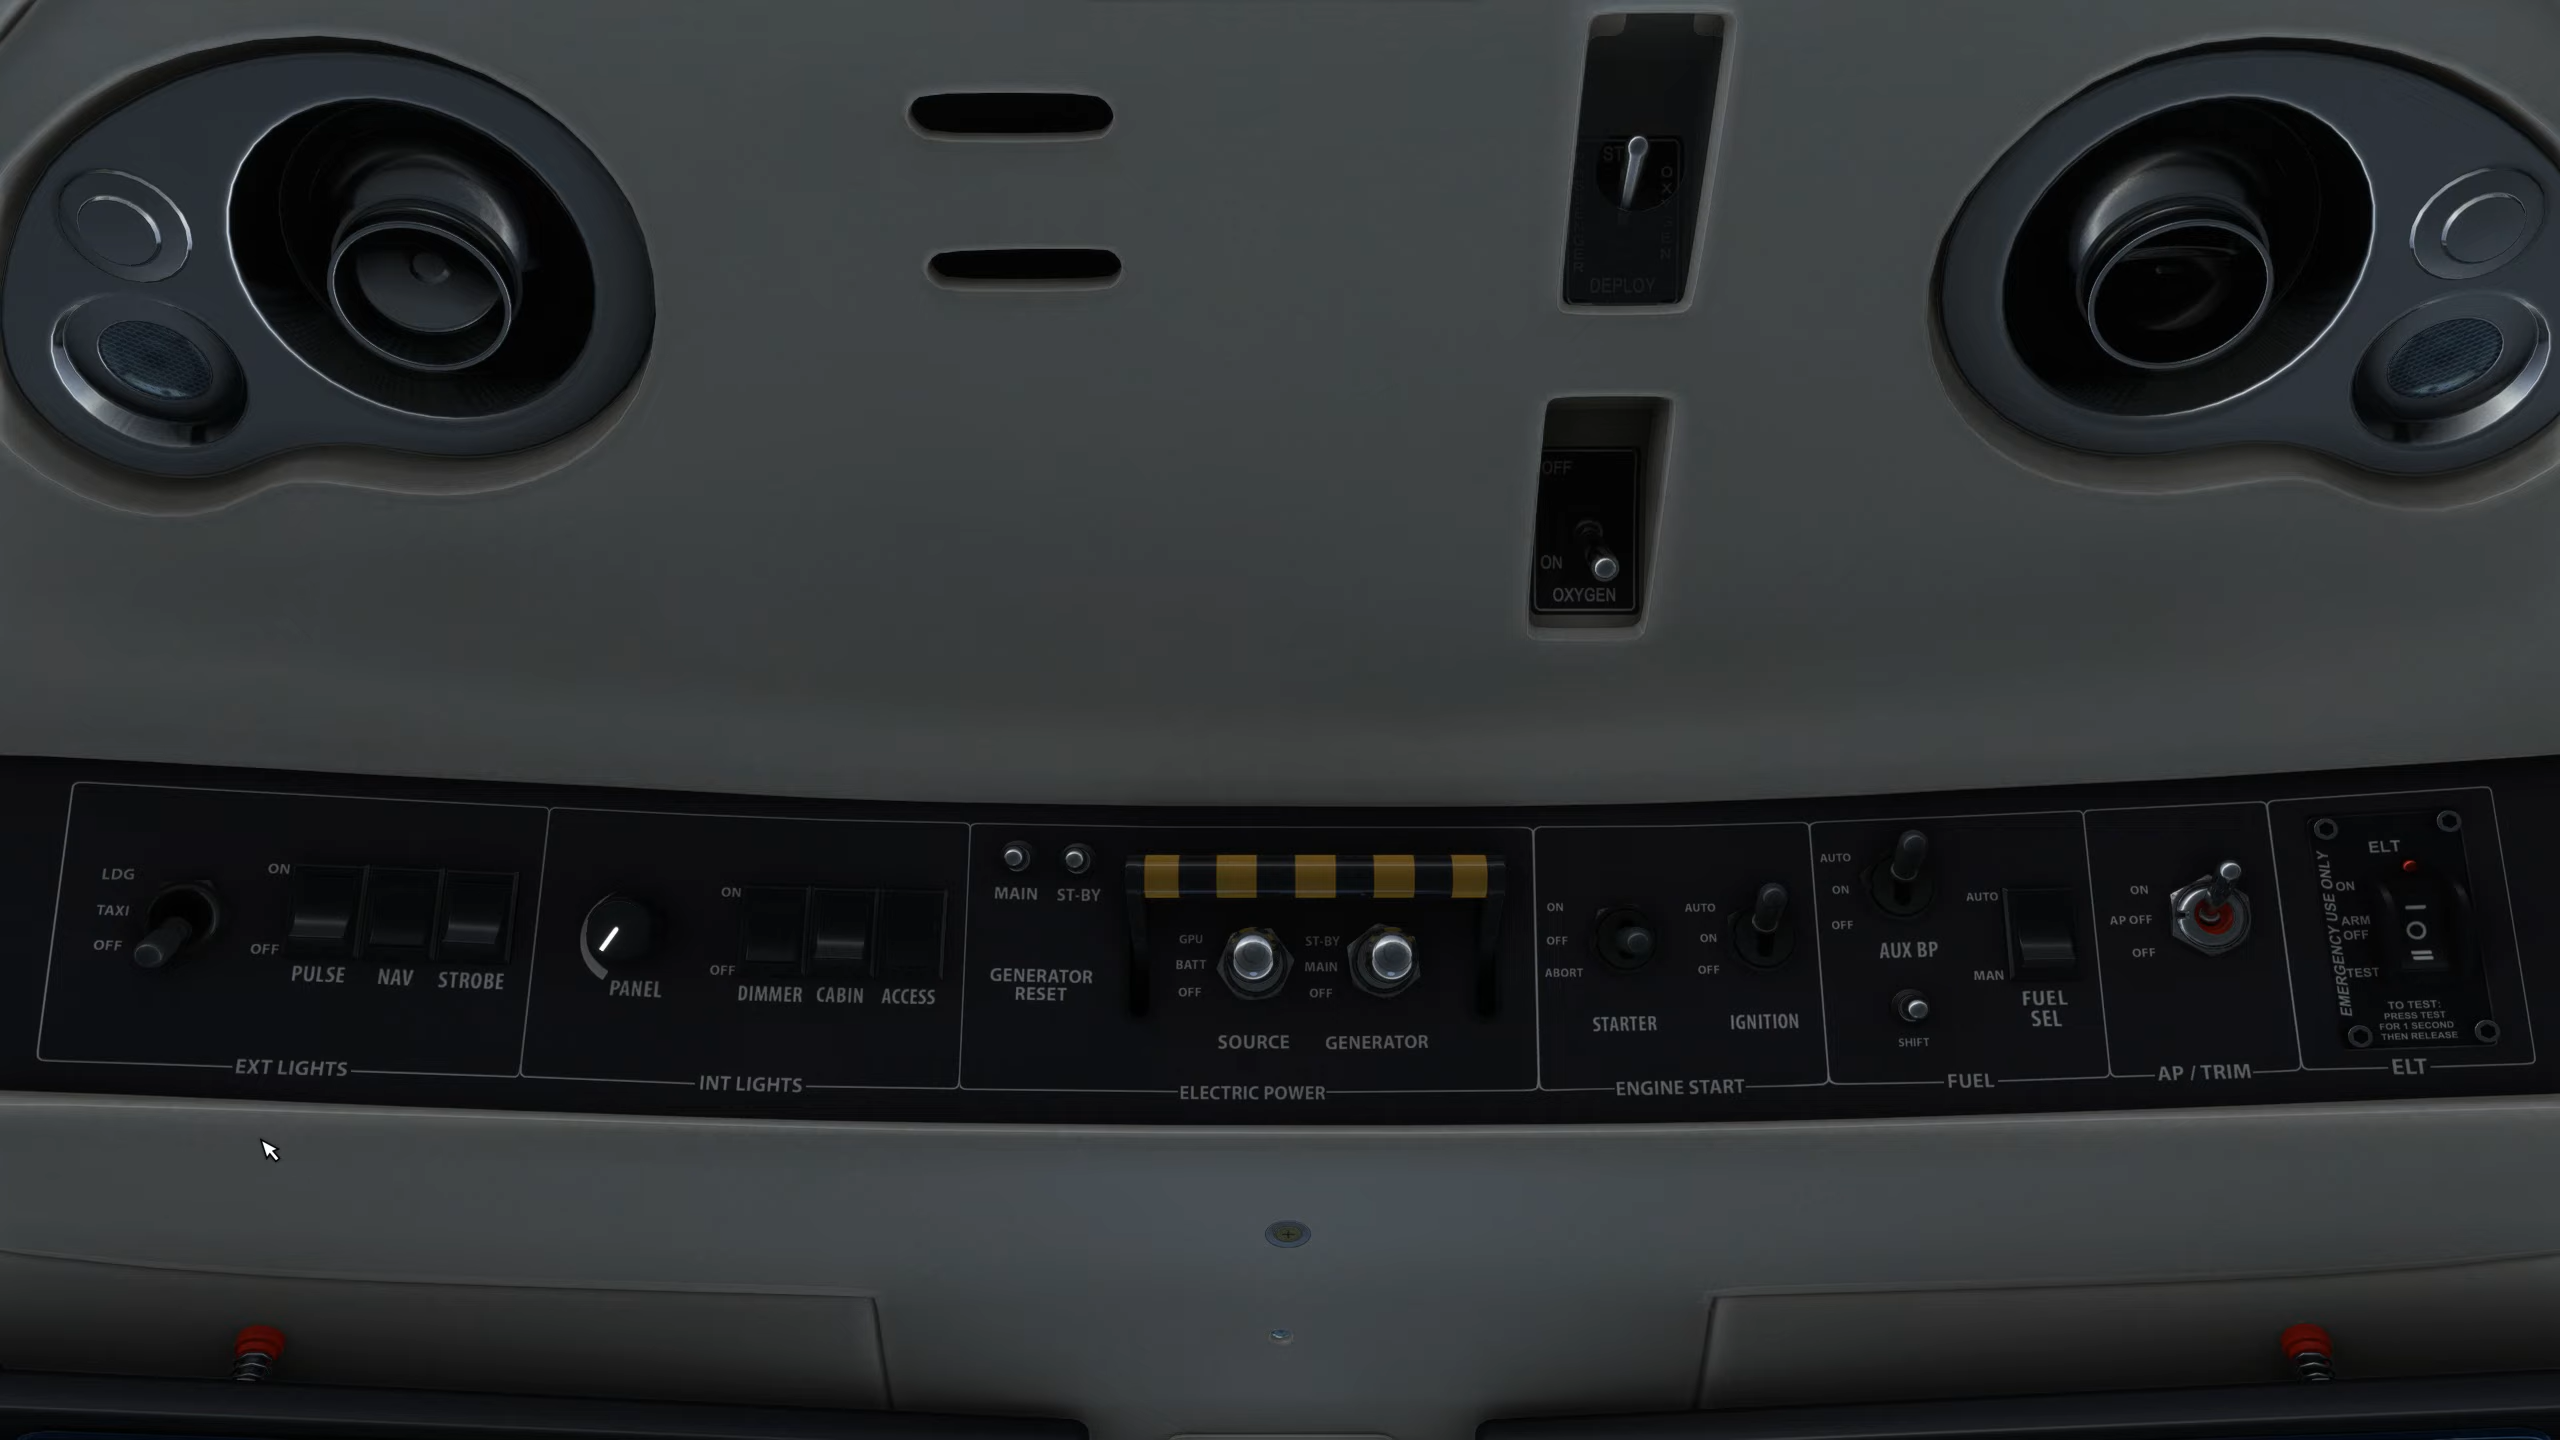 ST
OXYGEN
PASSENGER
DEPLOY
OFF
ON
OXYGEN
LDG
TAXI
OFF
ON
OFF
PULSE
NAV
STROBE
EXT LIGHTS
PANEL
ON
OFF
DIMMER
CABIN
ACCESS
INT LIGHTS
MAIN
ST-BY
GENERATOR
RESET
GPU
BATT
OFF
SOURCE
ST-BY
MAIN
OFF
GENERATOR
ELECTRIC POWER
ON
OFF
ABORT
STARTER
AUTO
ON
OFF
IGNITION
ENGINE START
AUTO
ON
OFF
AUX BP
SHIFT
AUTO
MAN
FUEL
SEL
FUEL
ON
AP OFF
OFF
AP / TRIM
EMERGENCY USE ONLY
ELT
ON
ARM
OFF
TEST
TO TEST:
PRESS TEST
FOR 1 SECOND
THEN RELEASE
ELT